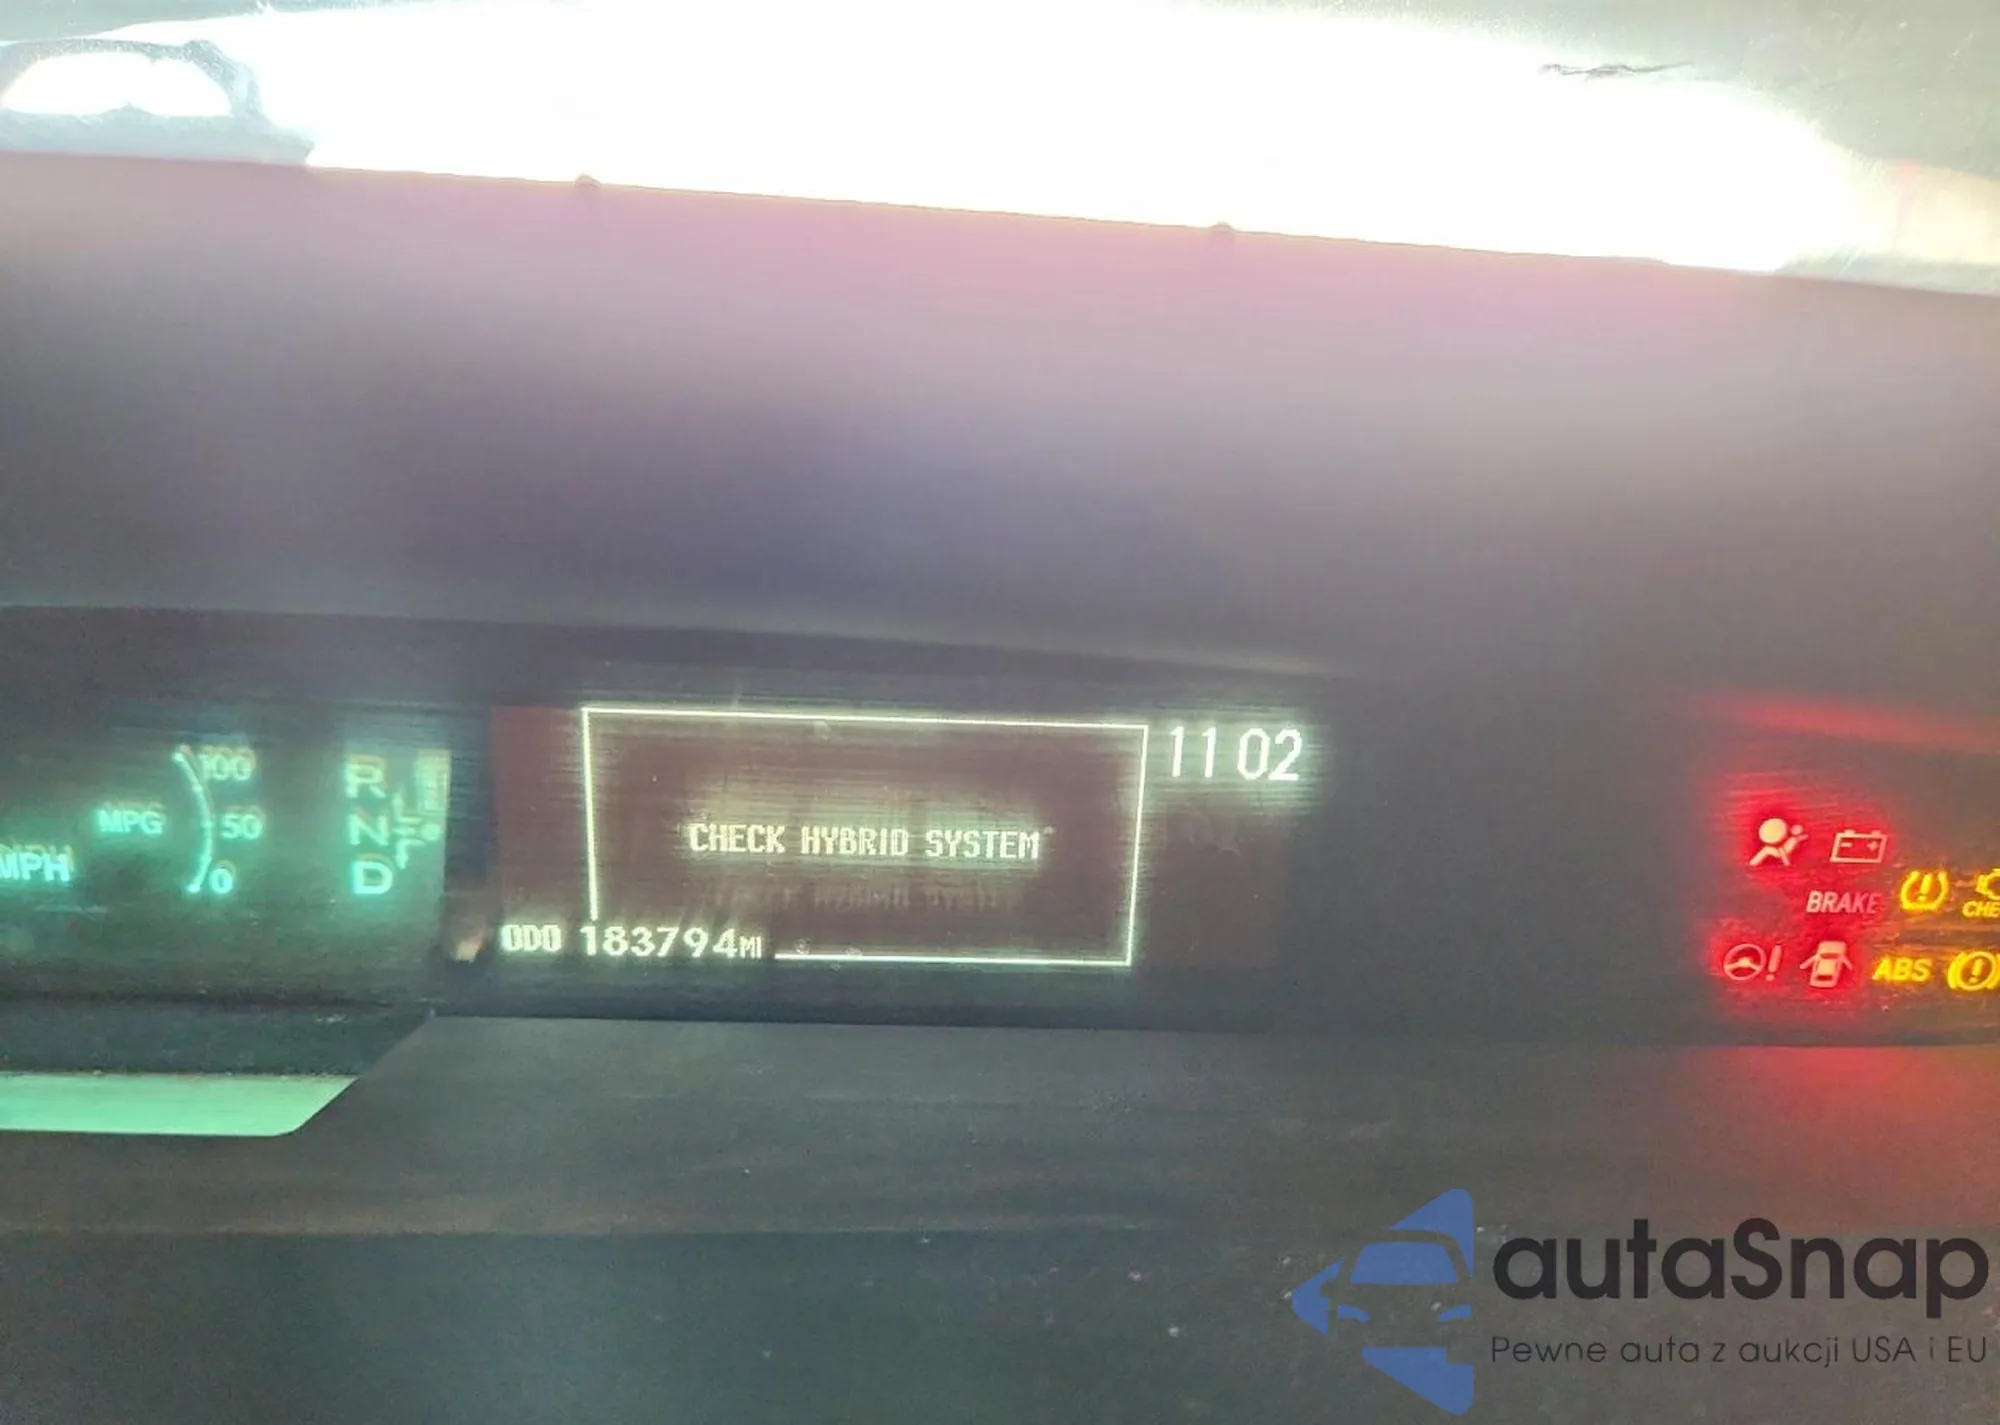 100
MPG
50
MPH
0
R
N
D
CHECK HYBRID SYSTEM
11 02
ODO 183794MI
BRAKE
CHE
ABS
autaSnap
Pewne auta z aukcji USA i EU